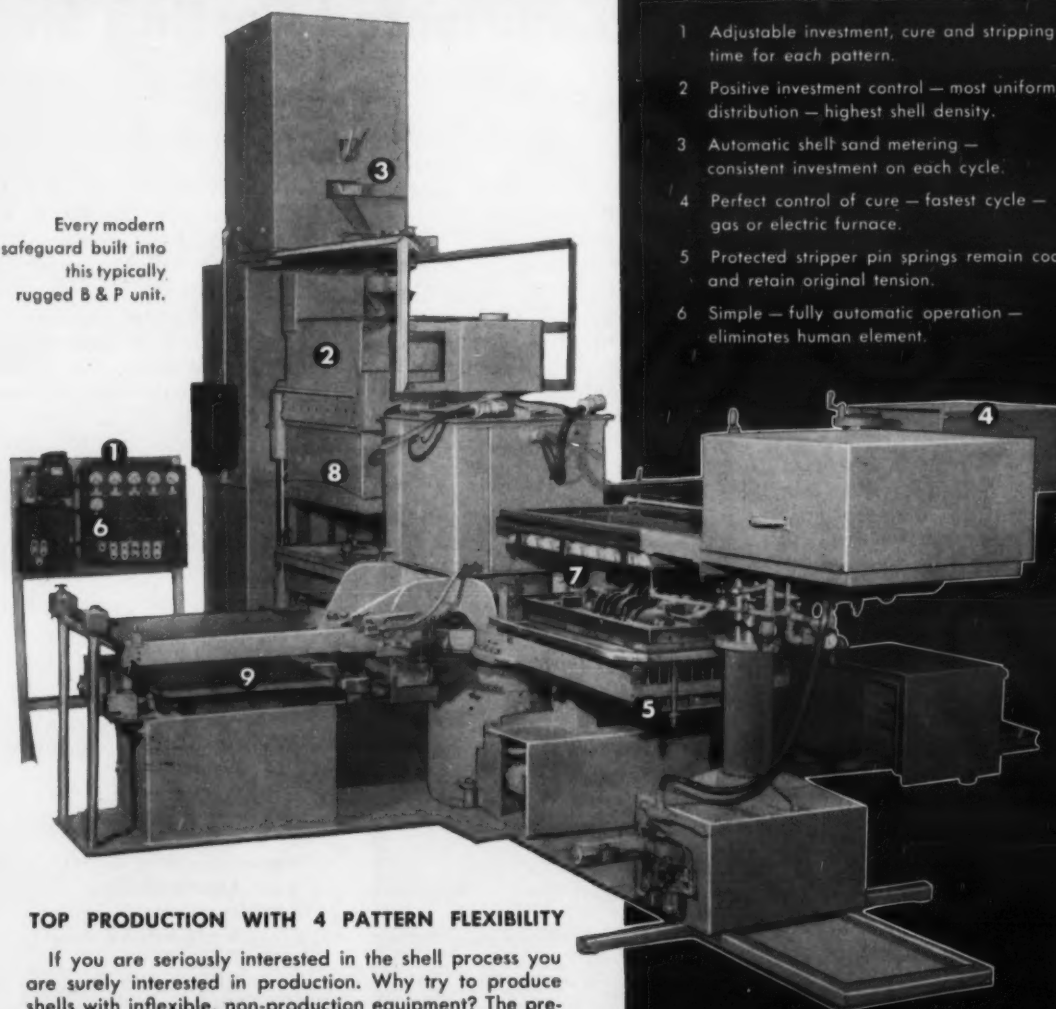 Every modern
safeguard built into
this typically
rugged B & P unit.
1 Adjustable investment, cure and stripping
time for each pattern.
2 Positive investment control — most uniform
distribution — highest shell density.
3 Automatic shell sand metering —
consistent investment on each cycle.
4 Perfect control of cure — fastest cycle —
gas or electric furnace.
5 Protected stripper pin springs remain
and retain original tension.
6 Simple — fully automatic operation —
eliminates human element.
3
2
4
1
8
6
7
9
5
TOP PRODUCTION WITH 4 PATTERN FLEXIBILITY
If you are seriously interested in the shell process you
are surely interested in production. Why try to produce
shells with inflexible, non-production equipment? The pre-